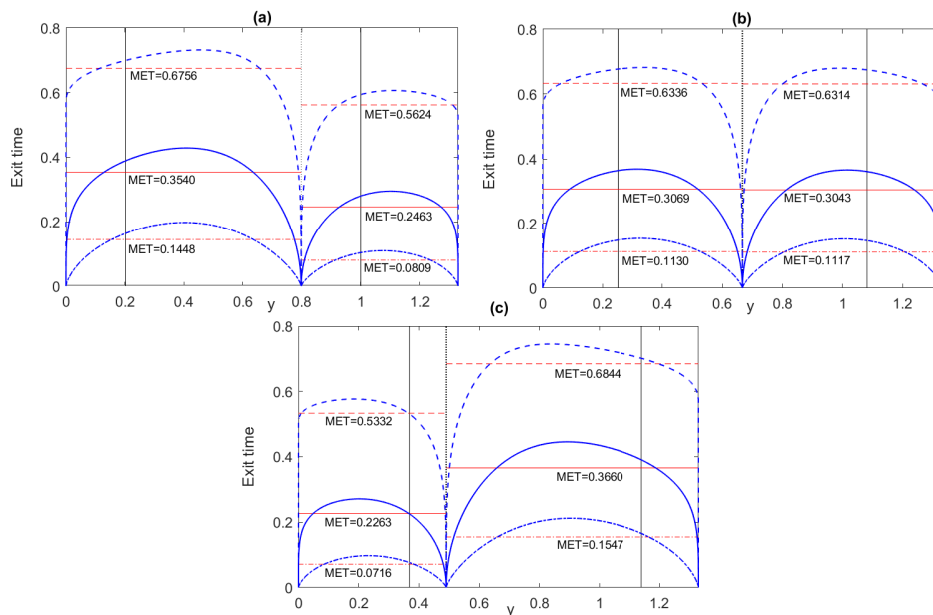 (a)
0.8
0.6
0.4
0.2
0
Exit time
MET=0.6756
MET=0.5624
MET=0.3540
MET=0.2463
MET=0.1448
MET=0.0809
0 0.2 0.4 0.6 0.8 1 1.2
y
(b)
0.8
0.6
0.4
0.2
0
Exit time
MET=0.6336
MET=0.6314
MET=0.3069
MET=0.3043
MET=0.1130
MET=0.1117
0 0.2 0.4 0.6 0.8 1 1.2
y
(c)
0.8
0.6
0.4
0.2
0
Exit time
MET=0.6844
MET=0.5332
MET=0.3660
MET=0.2263
MET=0.1547
MET=0.0716
0 0.2 0.4 0.6 0.8 1 1.2
y